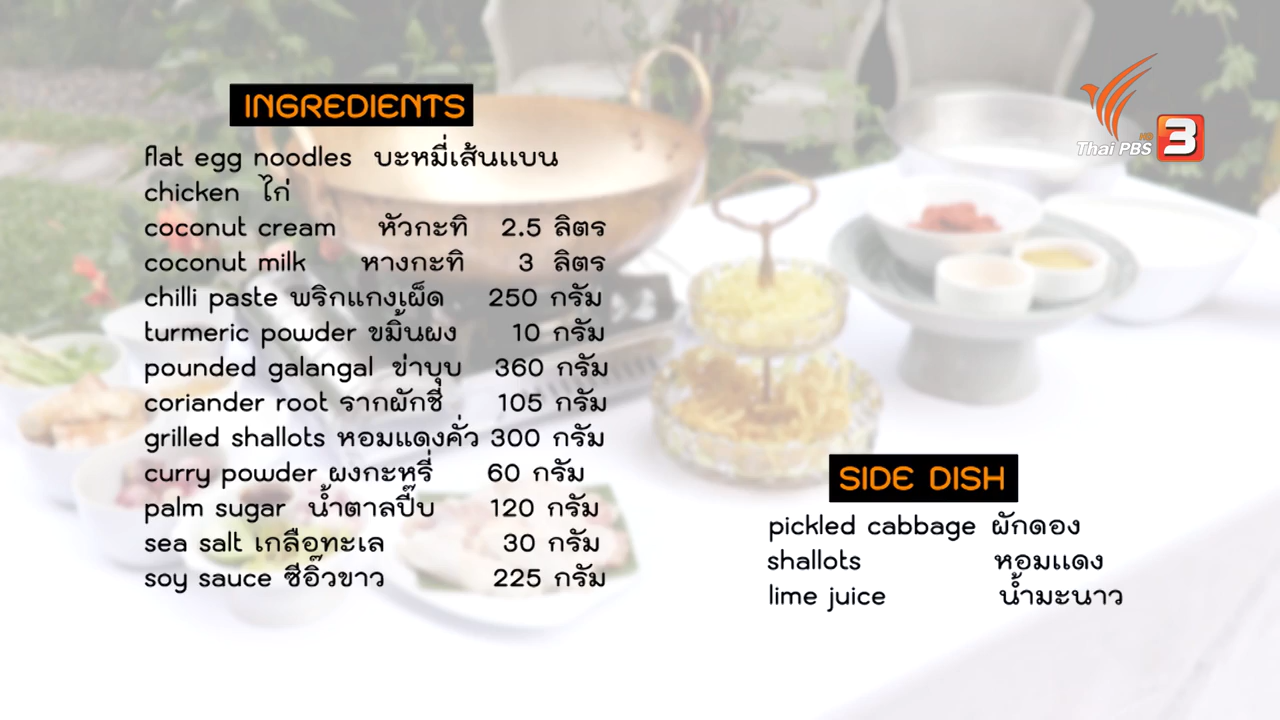 INGREDIENTS
flat egg noodles บะหมี่เส้นแบน
chicken ไก่
coconut cream หัวกะทิ 2.5 ลิตร
coconut milk หางกะทิ 3 ลิตร
chilli paste พริกแกงเผ็ด 250 กรัม
turmeric powder ขมิ้นผง 10 กรัม
pounded galangal ข่าบุบ 360 กรัม
coriander root รากผักชี 105 กรัม
grilled shallots หอมแดงคั่ว 300 กรัม
curry powder ผงกะหรี่ 60 กรัม
palm sugar น้ำตาลปี๊บ 120 กรัม
sea salt เกลือทะเล 30 กรัม
soy sauce ซีอิ๊วขาว 225 กรัม
SIDE DISH
pickled cabbage ผักดอง
shallots หอมแดง
lime juice น้ำมะนาว
HD
Thai PBS 3